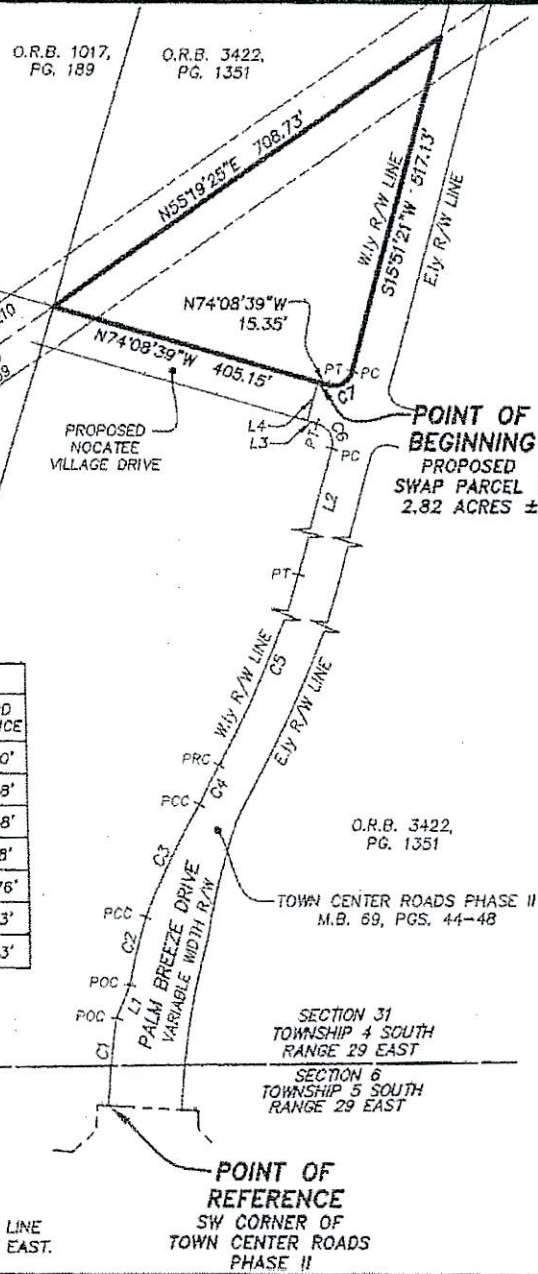 O.R.B. 1017,
PG. 189
O.R.B. 3422,
PG. 1351
N55°19'25"E 708.73'
W.ly R/W LINE
S15°51'21"W 517.13'
E.ly R/W LINE
N74°08'39"W
15.35'
N74°08'39"W 405.15'
PT
PC
C7
L4
L3
PT
C6
PC
PROPOSED
NOCATEE
VILLAGE DRIVE
POINT OF
BEGINNING
PROPOSED
SWAP PARCEL
2.82 ACRES ±
L2
PT
W.ly R/W LINE
C5
E.ly R/W LINE
PRC
C4
PCC
C3
O.R.B. 3422,
PG. 1351
TOWN CENTER ROADS PHASE II
M.B. 69, PGS. 44-48
PCC
C2
PALM BREEZE DRIVE
VARIABLE WIDTH R/W
POC
L1
POC
C1
SECTION 31
TOWNSHIP 4 SOUTH
RANGE 29 EAST
SECTION 6
TOWNSHIP 5 SOUTH
RANGE 29 EAST
POINT OF
REFERENCE
SW CORNER OF
TOWN CENTER ROADS
PHASE II
LINE
EAST.